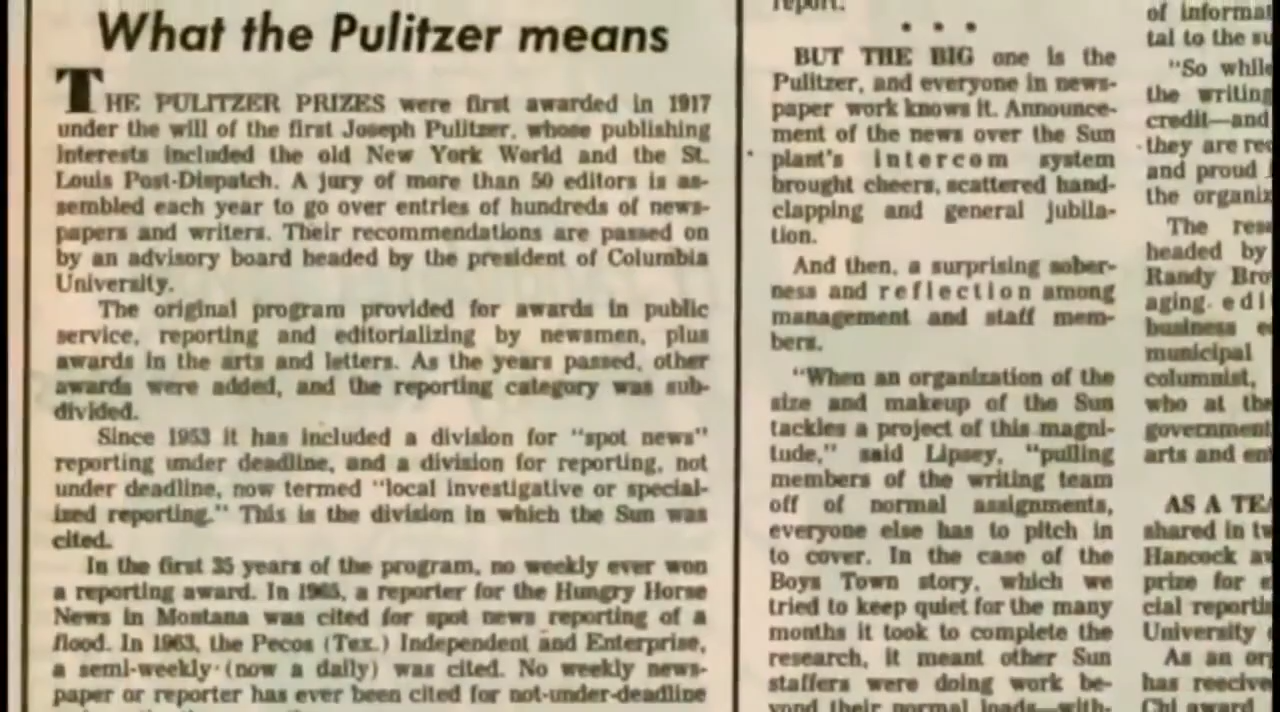 What the Pulitzer means
THE PULITZER PRIZES were first awarded in 1917
under the will of the first Joseph Pulitzer, whose publishing
interests included the old New York World and the St.
Louis Post-Dispatch. A jury of more than 50 editors is as-
sembled each year to go over entries of hundreds of news-
papers and writers. Their recommendations are passed on
by an advisory board headed by the president of Columbia
University.
The original program provided for awards in public
service, reporting and editorializing by newsmen, plus
awards in the arts and letters. As the years passed, other
awards were added, and the reporting category was sub-
divided.
Since 1953 it has included a division for "spot news"
reporting under deadline, and a division for reporting, not
under deadline, now termed "local investigative or special-
ized reporting." This is the division in which the Sun was
cited.
In the first 35 years of the program, no weekly ever won
a reporting award. In 1965, a reporter for the Hungry Horse
News in Montana was cited for spot news reporting of a
flood. In 1963, the Pecos (Tex.) Independent and Enterprise,
a semi-weekly (now a daily) was cited. No weekly news-
paper or reporter has ever been cited for not-under-deadline
report.
• • •
BUT THE BIG one is the
Pulitzer, and everyone in news-
paper work knows it. Announce-
ment of the news over the Sun
plant's intercom system
brought cheers, scattered hand-
clapping and general jubila-
tion.
And then, a surprising sober-
ness and reflection among
management and staff mem-
bers.
"When an organization of the
size and makeup of the Sun
tackles a project of this magni-
tude," said Lipsey, "pulling
members of the writing team
off of normal assignments,
everyone else has to pitch in
to cover. In the case of the
Boys Town story, which we
tried to keep quiet for the many
months it took to complete the
research, it meant other Sun
staffers were doing work be-
yond their normal loads—with-
of informat
tal to the su
"So while
the writing
credit—and
they are rec
and proud
the organiz
The rese
headed by
Randy Bro
aging edi
business e
municipal
columnist,
who at the
government
arts and ent
AS A TEA
shared in tw
Hancock aw
prize for e
cial reportin
University
As an org
has receive
Chi award